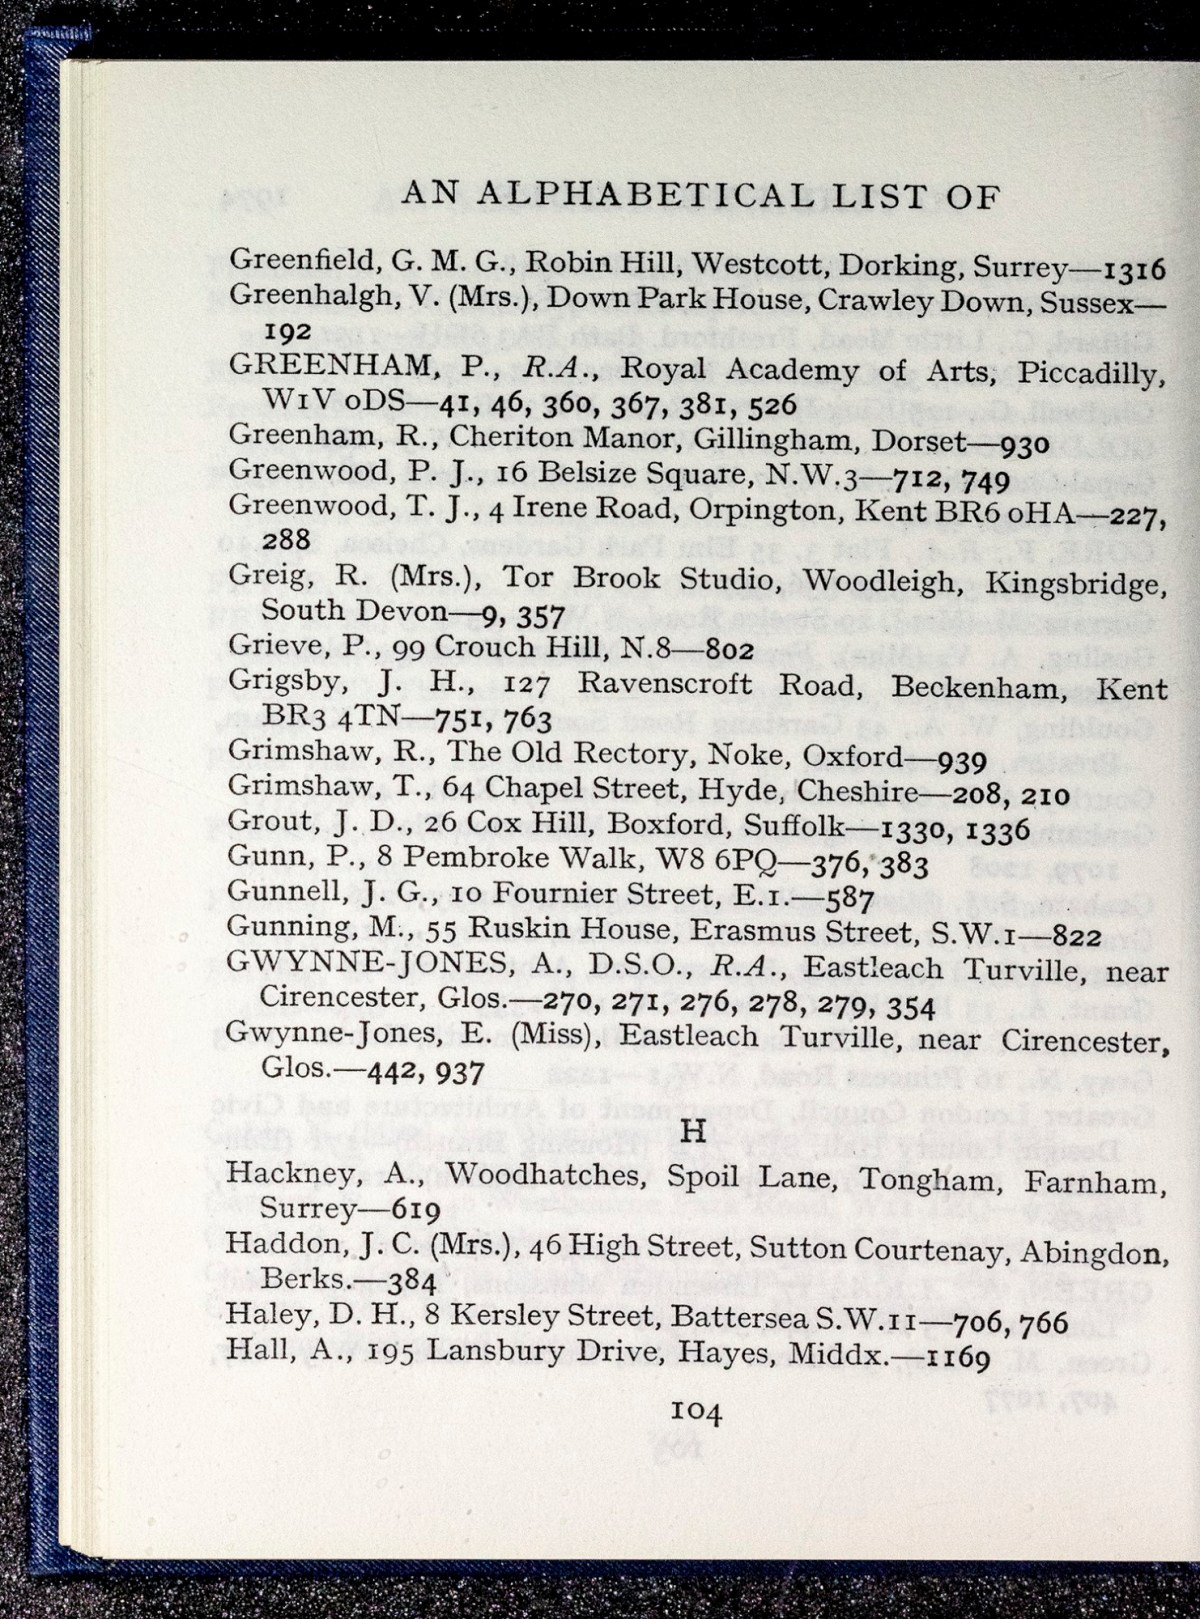 AN ALPHABETICAL LIST OF
Greenfield, G. M. G., Robin Hill, Westcott, Dorking, Surrey—1316
Greenhalgh, V. (Mrs.), Down Park House, Crawley Down, Sussex—
192
GREENHAM, P., R.A., Royal Academy of Arts, Piccadilly,
W1V 0DS—41, 46, 360, 367, 381, 526
Greenham, R., Cheriton Manor, Gillingham, Dorset—930
Greenwood, P. J., 16 Belsize Square, N.W.3—712, 749
Greenwood, T. J., 4 Irene Road, Orpington, Kent BR6 0HA—227,
288
Greig, R. (Mrs.), Tor Brook Studio, Woodleigh, Kingsbridge,
South Devon—9, 357
Grieve, P., 99 Crouch Hill, N.8—802
Grigsby, J. H., 127 Ravenscroft Road, Beckenham, Kent
BR3 4TN—751, 763
Grimshaw, R., The Old Rectory, Noke, Oxford—939
Grimshaw, T., 64 Chapel Street, Hyde, Cheshire—208, 210
Grout, J. D., 26 Cox Hill, Boxford, Suffolk—1330, 1336
Gunn, P., 8 Pembroke Walk, W8 6PQ—376, 383
Gunnell, J. G., 10 Fournier Street, E.1.—587
Gunning, M., 55 Ruskin House, Erasmus Street, S.W.1—822
GWYNNE-JONES, A., D.S.O., R.A., Eastleach Turville, near
Cirencester, Glos.—270, 271, 276, 278, 279, 354
Gwynne-Jones, E. (Miss), Eastleach Turville, near Cirencester,
Glos.—442, 937
H
Hackney, A., Woodhatches, Spoil Lane, Tongham, Farnham,
Surrey—619
Haddon, J. C. (Mrs.), 46 High Street, Sutton Courtenay, Abingdon,
Berks.—384
Haley, D. H., 8 Kersley Street, Battersea S.W.11—706, 766
Hall, A., 195 Lansbury Drive, Hayes, Middx.—1169
104